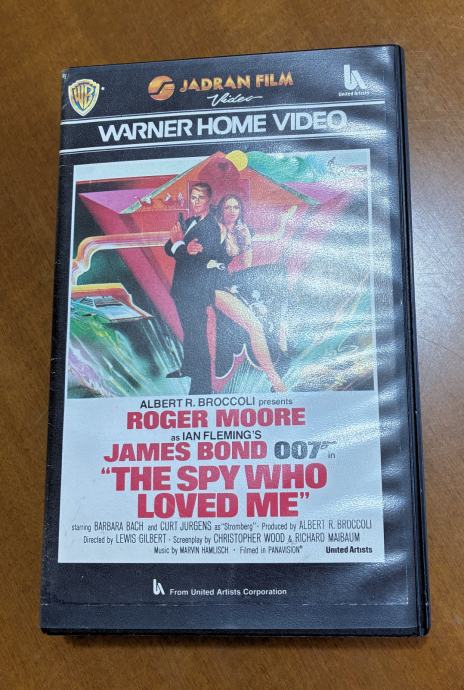 WB
JADRAN FILM
Video
United Artists
WARNER HOME VIDEO
ALBERT R. BROCCOLI presents
ROGER MOORE
as IAN FLEMING'S
JAMES BOND 007 in
"THE SPY WHO
LOVED ME"
starring BARBARA BACH and CURT JURGENS as "Stromberg" · Produced by ALBERT R. BROCCOLI
Directed by LEWIS GILBERT · Screenplay by CHRISTOPHER WOOD & RICHARD MAIBAUM
Music by MARVIN HAMLISCH · Filmed in PANAVISION®
United Artists
From United Artists Corporation